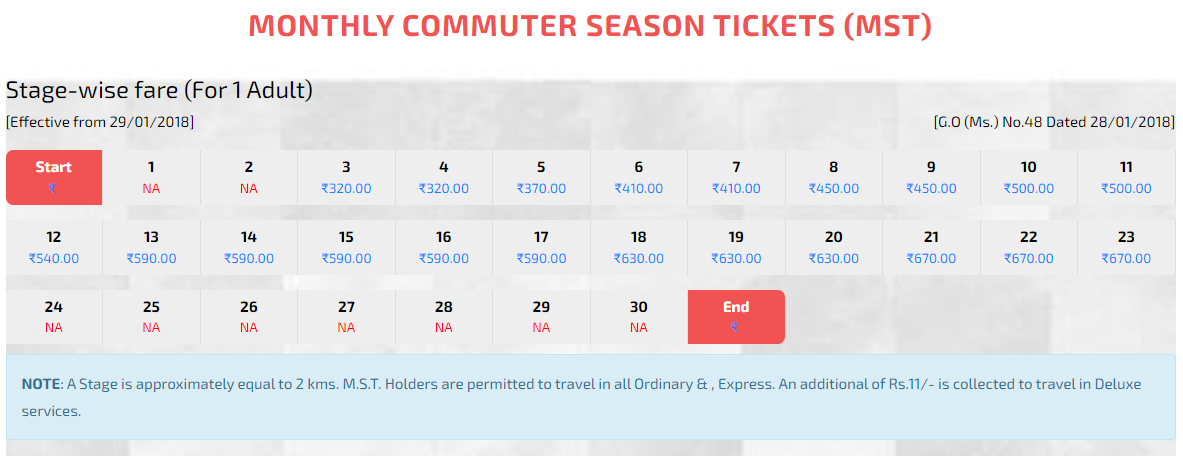 MONTHLY COMMUTER SEASON TICKETS (MST)
Stage-wise fare (For 1 Adult)
[Effective from 29/01/2018] [G.O (Ms.) No.48 Dated 28/01/2018]
Start 1 2 3 4 5 6 7 8 9 10 11
₹ NA NA ₹320.00 ₹320.00 ₹370.00 ₹410.00 ₹410.00 ₹450.00 ₹450.00 ₹500.00 ₹500.00
12 13 14 15 16 17 18 19 20 21 22 23
₹540.00 ₹590.00 ₹590.00 ₹590.00 ₹590.00 ₹590.00 ₹630.00 ₹630.00 ₹630.00 ₹670.00 ₹670.00 ₹670.00
24 25 26 27 28 29 30 End
NA NA NA NA NA NA NA ₹
NOTE: A Stage is approximately equal to 2 kms. M.S.T. Holders are permitted to travel in all Ordinary & , Express. An additional of Rs.11/- is collected to travel in Deluxe
services.